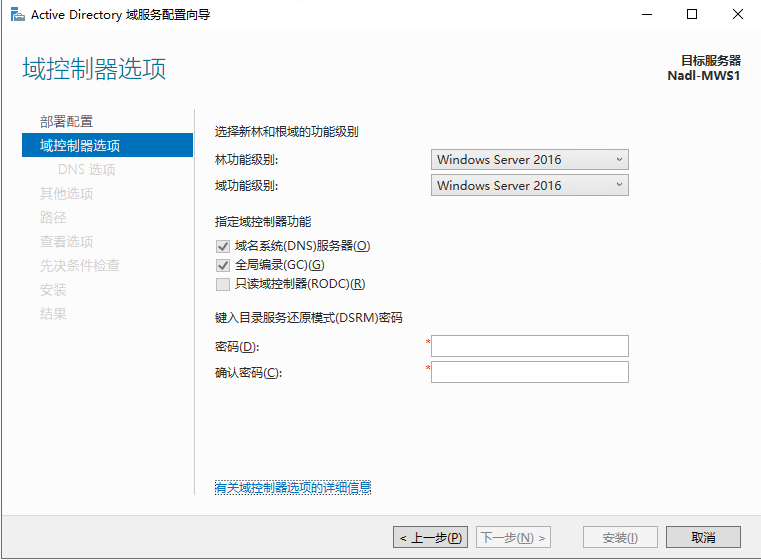 Active Directory 域服务配置向导
域控制器选项
目标服务器
Nadl-MWS1
部署配置
域控制器选项
DNS 选项
其他选项
路径
查看选项
先决条件检查
安装
结果
选择新林和根域的功能级别
林功能级别:
Windows Server 2016
域功能级别:
Windows Server 2016
指定域控制器功能
域名系统(DNS)服务器(O)
全局编录(GC)(G)
只读域控制器(RODC)(R)
键入目录服务还原模式(DSRM)密码
密码(D):
*
确认密码(C):
*
有关域控制器选项的详细信息
< 上一步(P)
下一步(N) >
安装(I)
取消